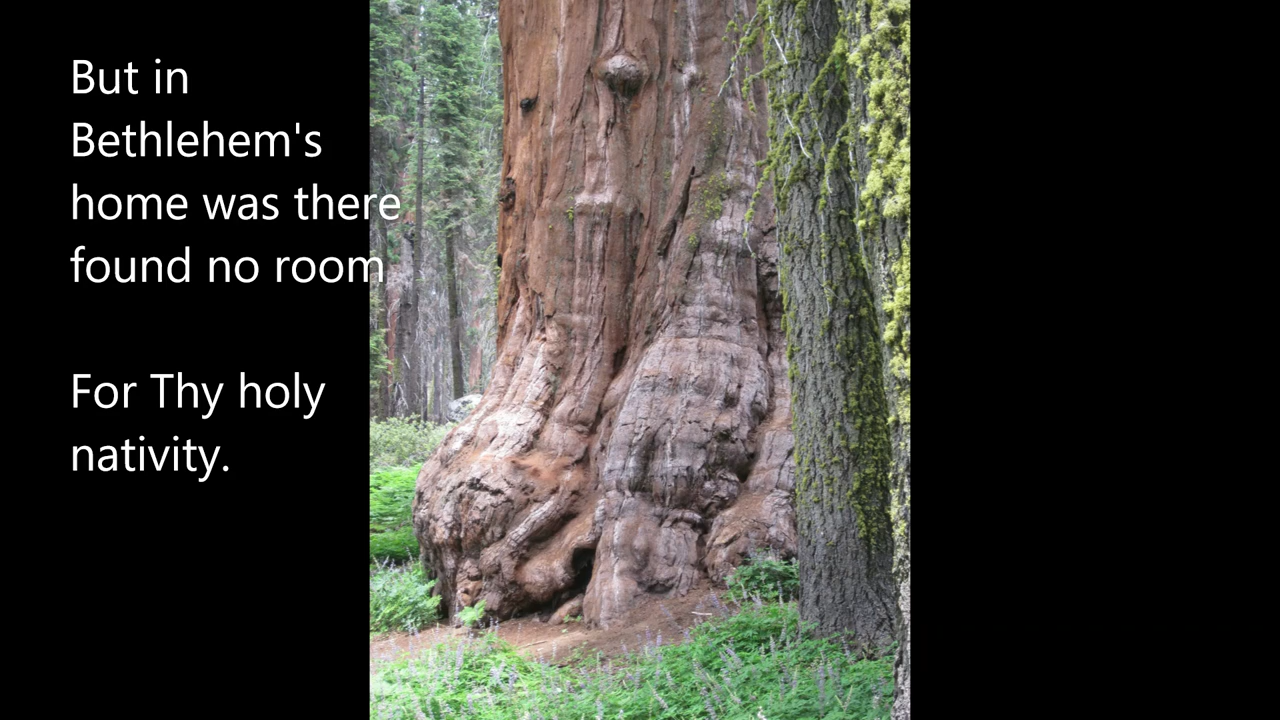 But in
Bethlehem's
home was there
found no room
For Thy holy
nativity.